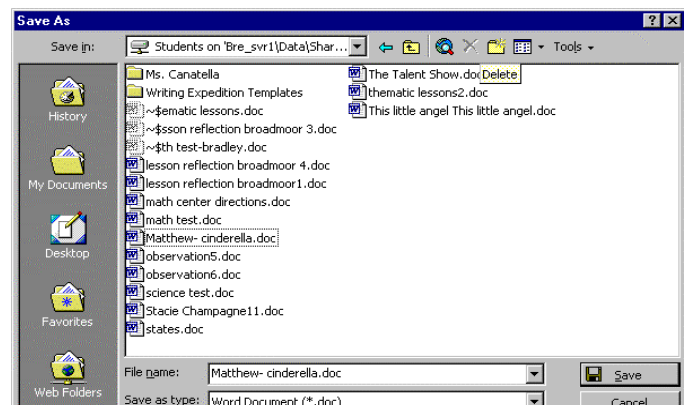 Save As
Save in: Students on 'Bre_svr1\Data\Shar... Tools
Ms. Canatella
Writing Expedition Templates
~$ematic lessons.doc
~$sson reflection broadmoor 3.doc
~$th test-bradley.doc
lesson reflection broadmoor 4.doc
lesson reflection broadmoor1.doc
math center directions.doc
math test.doc
Matthew- cinderella.doc
observation5.doc
observation6.doc
science test.doc
Stacie Champagne11.doc
states.doc
The Talent Show.doc Delete
thematic lessons2.doc
This little angel This little angel.doc
History
My Documents
Desktop
Favorites
Web Folders
File name: Matthew- cinderella.doc Save
Save as type: Word Document (*.doc) Cancel